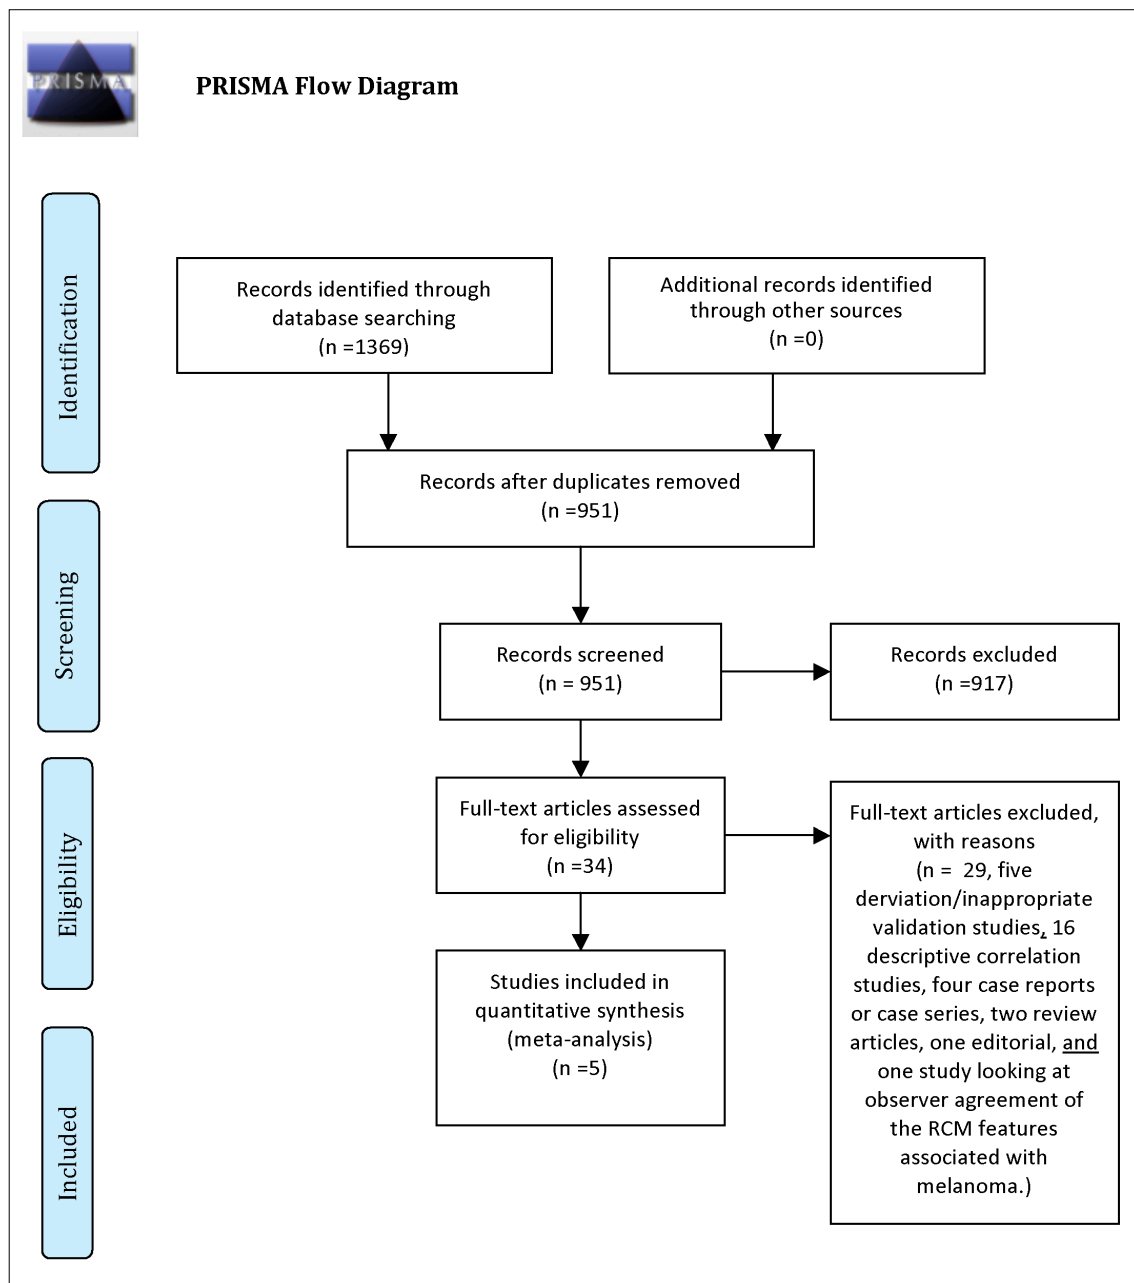 PRISMA
PRISMA Flow Diagram
Identification
Records identified through
database searching
(n =1369)
Additional records identified
through other sources
(n =0)
Records after duplicates removed
(n =951)
Screening
Records screened
(n = 951)
Records excluded
(n =917)
Eligibility
Full-text articles assessed
for eligibility
(n =34)
Full-text articles excluded,
with reasons
(n =  29, five
derviation/inappropriate
validation studies, 16
descriptive correlation
studies, four case reports
or case series, two review
articles, one editorial, and
one study looking at
observer agreement of
the RCM features
associated with
melanoma.)
Included
Studies included in
quantitative synthesis
(meta-analysis)
(n =5)